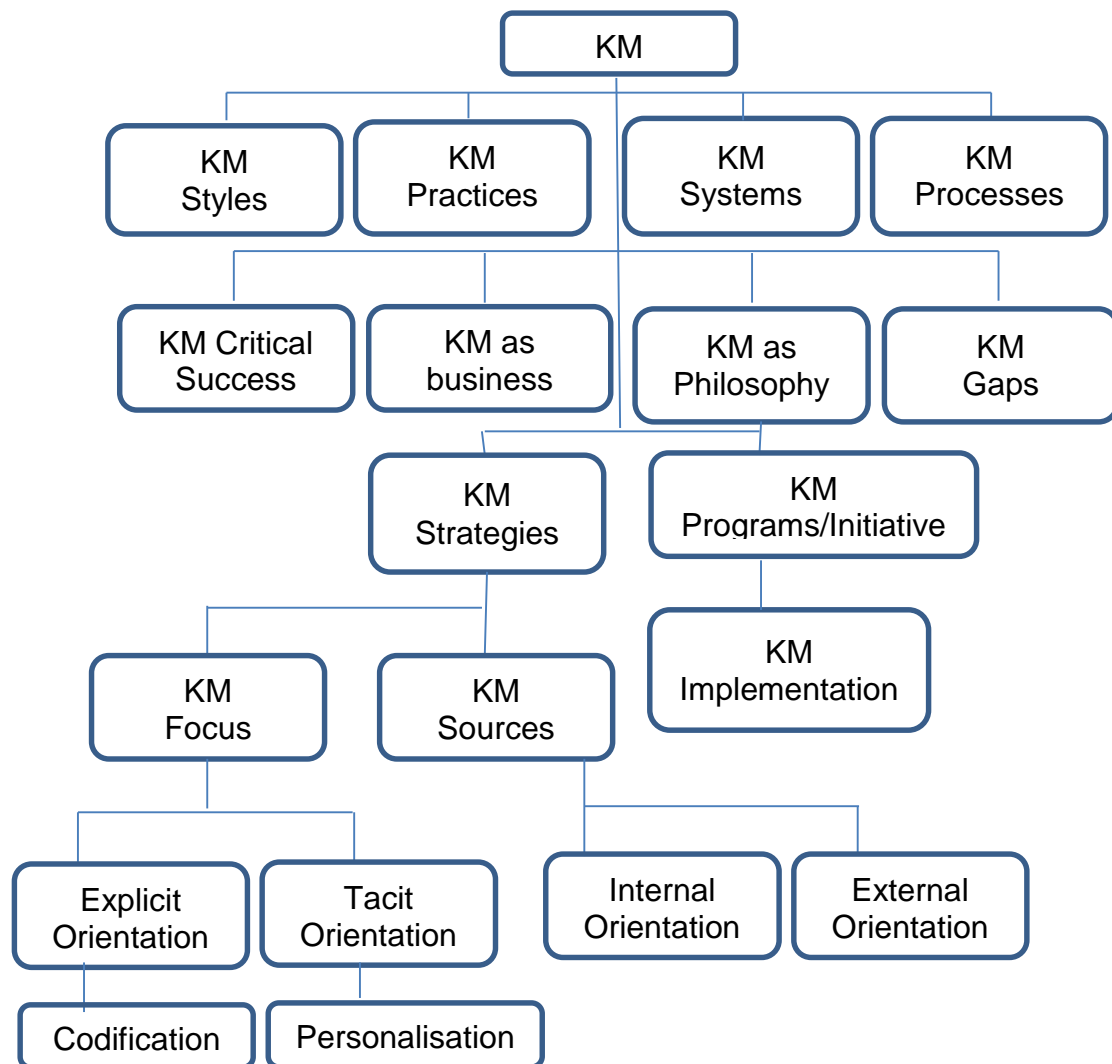 KM
KM
Styles
KM
Practices
KM
Systems
KM
Processes
KM Critical
Success
KM as
business
KM as
Philosophy
KM
Gaps
KM
Strategies
KM
Programs/Initiative
KM
Implementation
KM
Focus
KM
Sources
Explicit
Orientation
Tacit
Orientation
Internal
Orientation
External
Orientation
Codification
Personalisation